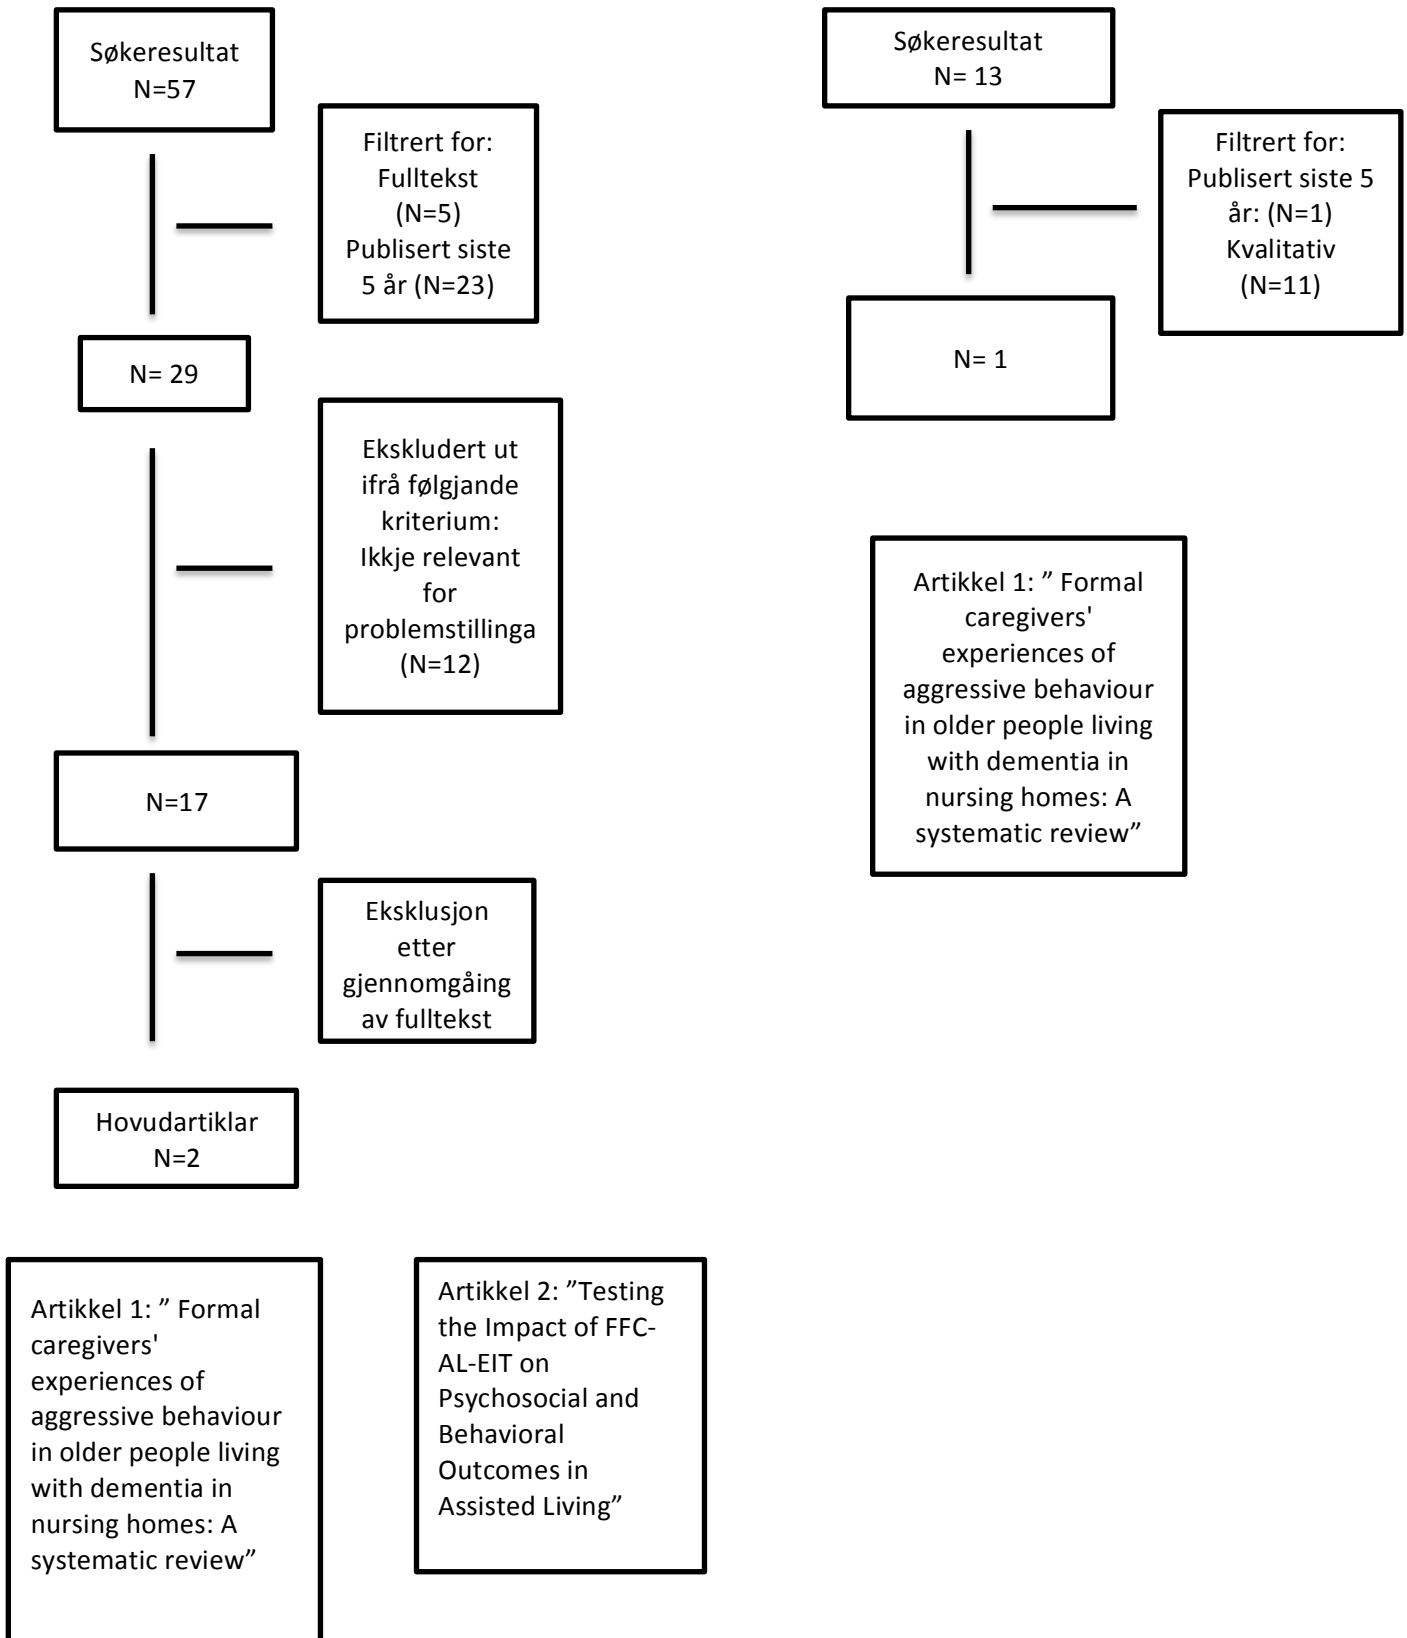 Søkeresultat
N=57
Filtrert for:
Fulltekst
(N=5)
Publisert siste
5 år (N=23)
N= 29
Ekskludert ut
ifrå følgjande
kriterium:
Ikkje relevant
for
problemstillinga
(N=12)
N=17
Eksklusjon
etter
gjennomgåing
av fulltekst
Hovudartiklar
N=2
Artikkel 1: ” Formal
caregivers'
experiences of
aggressive behaviour
in older people living
with dementia in
nursing homes: A
systematic review”
Artikkel 2: ”Testing
the Impact of FFC-
AL-EIT on
Psychosocial and
Behavioral
Outcomes in
Assisted Living”
Søkeresultat
N= 13
Filtrert for:
Publisert siste 5
år: (N=1)
Kvalitativ
(N=11)
N= 1
Artikkel 1: ” Formal
caregivers'
experiences of
aggressive behaviour
in older people living
with dementia in
nursing homes: A
systematic review”